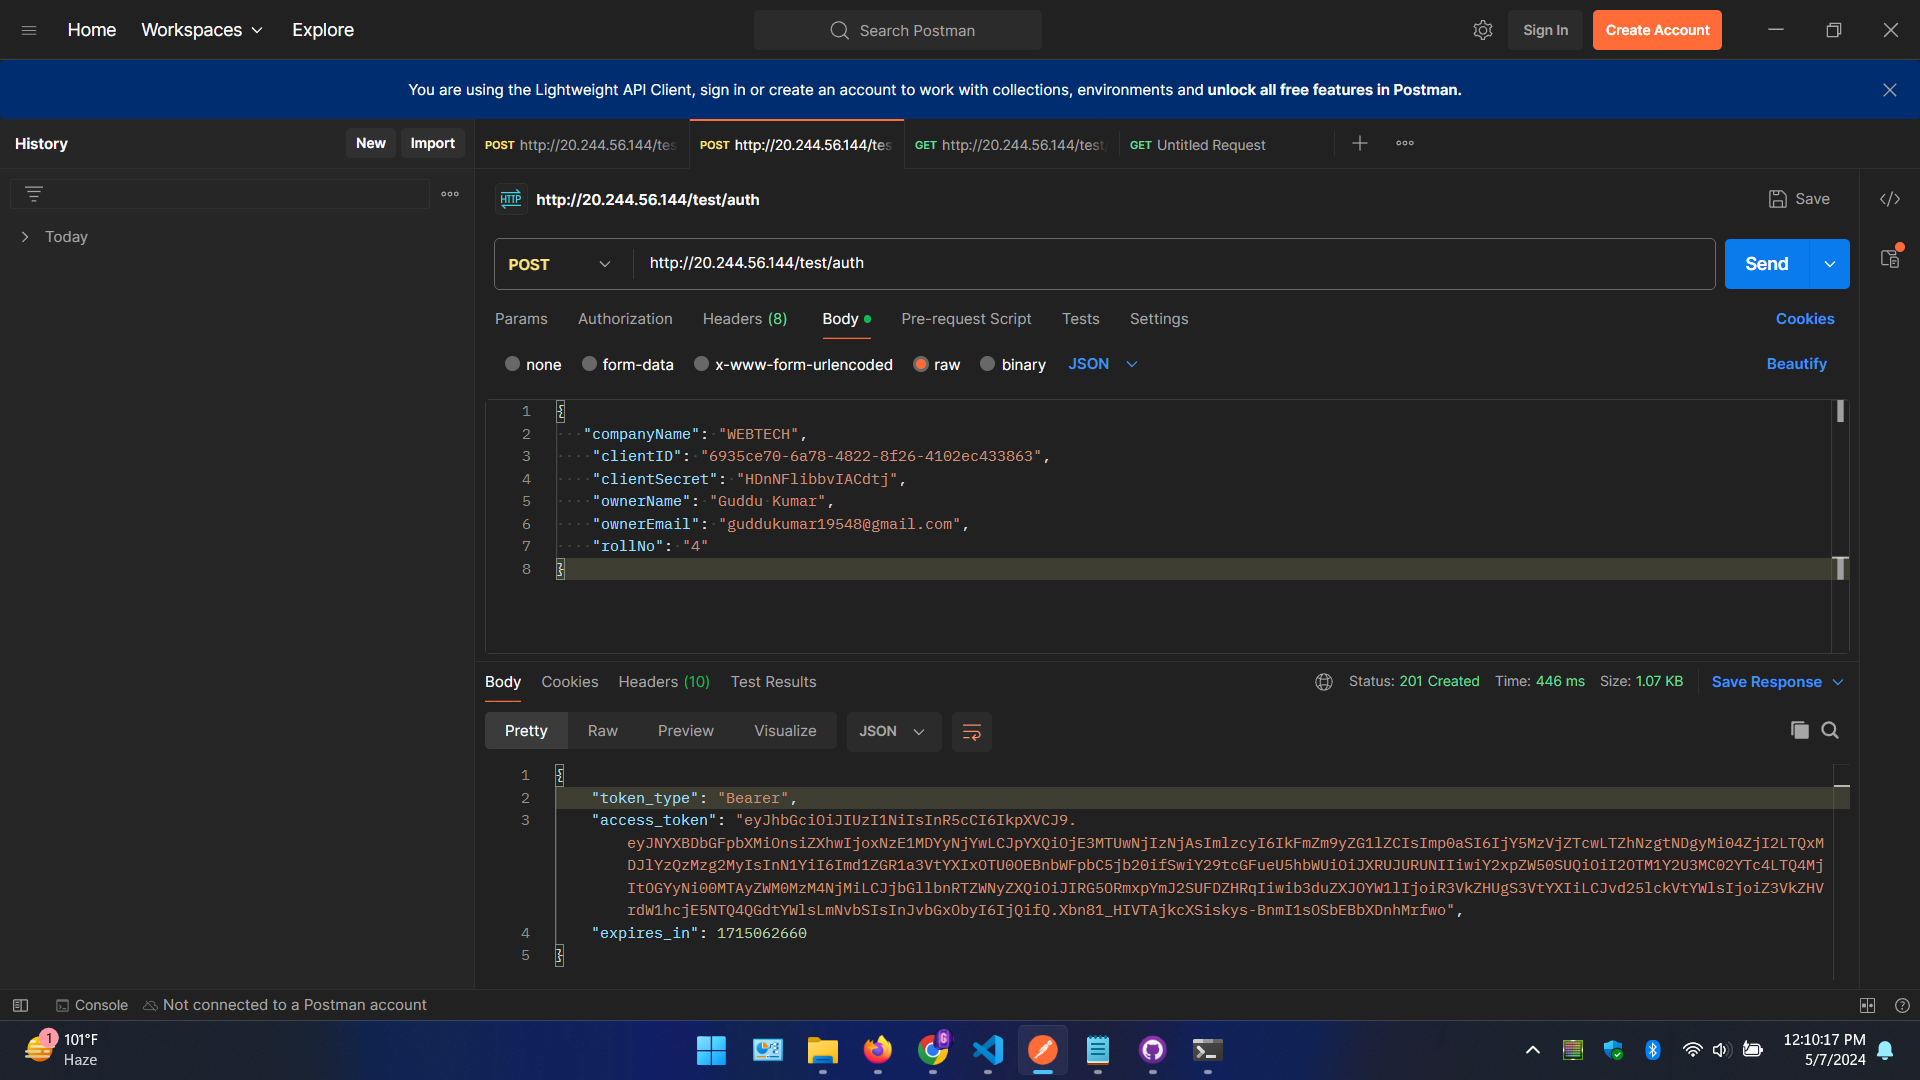 Home
Workspaces
Explore
Search Postman
Sign In
Create Account
You are using the Lightweight API Client, sign in or create an account to work with collections, environments and unlock all free features in Postman.
History
New
Import
POST http://20.244.56.144/tes
POST http://20.244.56.144/tes
GET http://20.244.56.144/test/
GET Untitled Request
Today
HTTP
http://20.244.56.144/test/auth
Save
POST
http://20.244.56.144/test/auth
Send
Params
Authorization
Headers (8)
Body
Pre-request Script
Tests
Settings
Cookies
none
form-data
x-www-form-urlencoded
raw
binary
JSON
Beautify
1 {
2 "companyName": "WEBTECH",
3 "clientID": "6935ce70-6a78-4822-8f26-4102ec433863",
4 "clientSecret": "HDnNFlibbvIACdtj",
5 "ownerName": "Guddu Kumar",
6 "ownerEmail": "guddukumar19548@gmail.com",
7 "rollNo": "4"
8 }
Body
Cookies
Headers (10)
Test Results
Status: 201 Created
Time: 446 ms
Size: 1.07 KB
Save Response
Pretty
Raw
Preview
Visualize
JSON
1 {
2 "token_type": "Bearer",
3 "access_token": "eyJhbGciOiJIUzI1NiIsInR5cCI6IkpXVCJ9.
eyJNYXBDbGFpbXMiOnsiZXhwIjoxNzE1MDYyNjYwLCJpYXQiOjE3MTUwNjIzNjAsImlzcyI6IkFmZm9yZG1lZCIsImp0aSI6IjY5MzVjZTcwLTZhNzgtNDgyMi04ZjI2LTQxM
DJlYzQzMzg2MyIsInN1YiI6Imd1ZGR1a3VtYXIxOTU0OEBnbWFpbC5jb20ifSwiY29tcGFueU5hbWUiOiJXRUJURUNIIiwiY2xpZW50SUQiOiI2OTM1Y2U3MC02YTc4LTQ4Mj
ItOGYyNi00MTAyZWM0MzM4NjMiLCJjbGllbnRTZWNyZXQiOiJIRG5ORmxpYmJ2SUFDZHRqIiwib3duZXJOYW1lIjoiR3VkZHUgS3VtYXIiLCJvd25lckVtYWlsIjoiZ3VkZHV
rdW1hcjE5NTQ4QGdtYWlsLmNvbSIsInJvbGxObyI6IjQifQ.Xbn81_HIVTAjkcXSiskys-BnmI1sOSbEBbXDnhMrfwo",
4 "expires_in": 1715062660
5 }
Console
Not connected to a Postman account
1
101°F
Haze
G
12:10:17 PM
5/7/2024